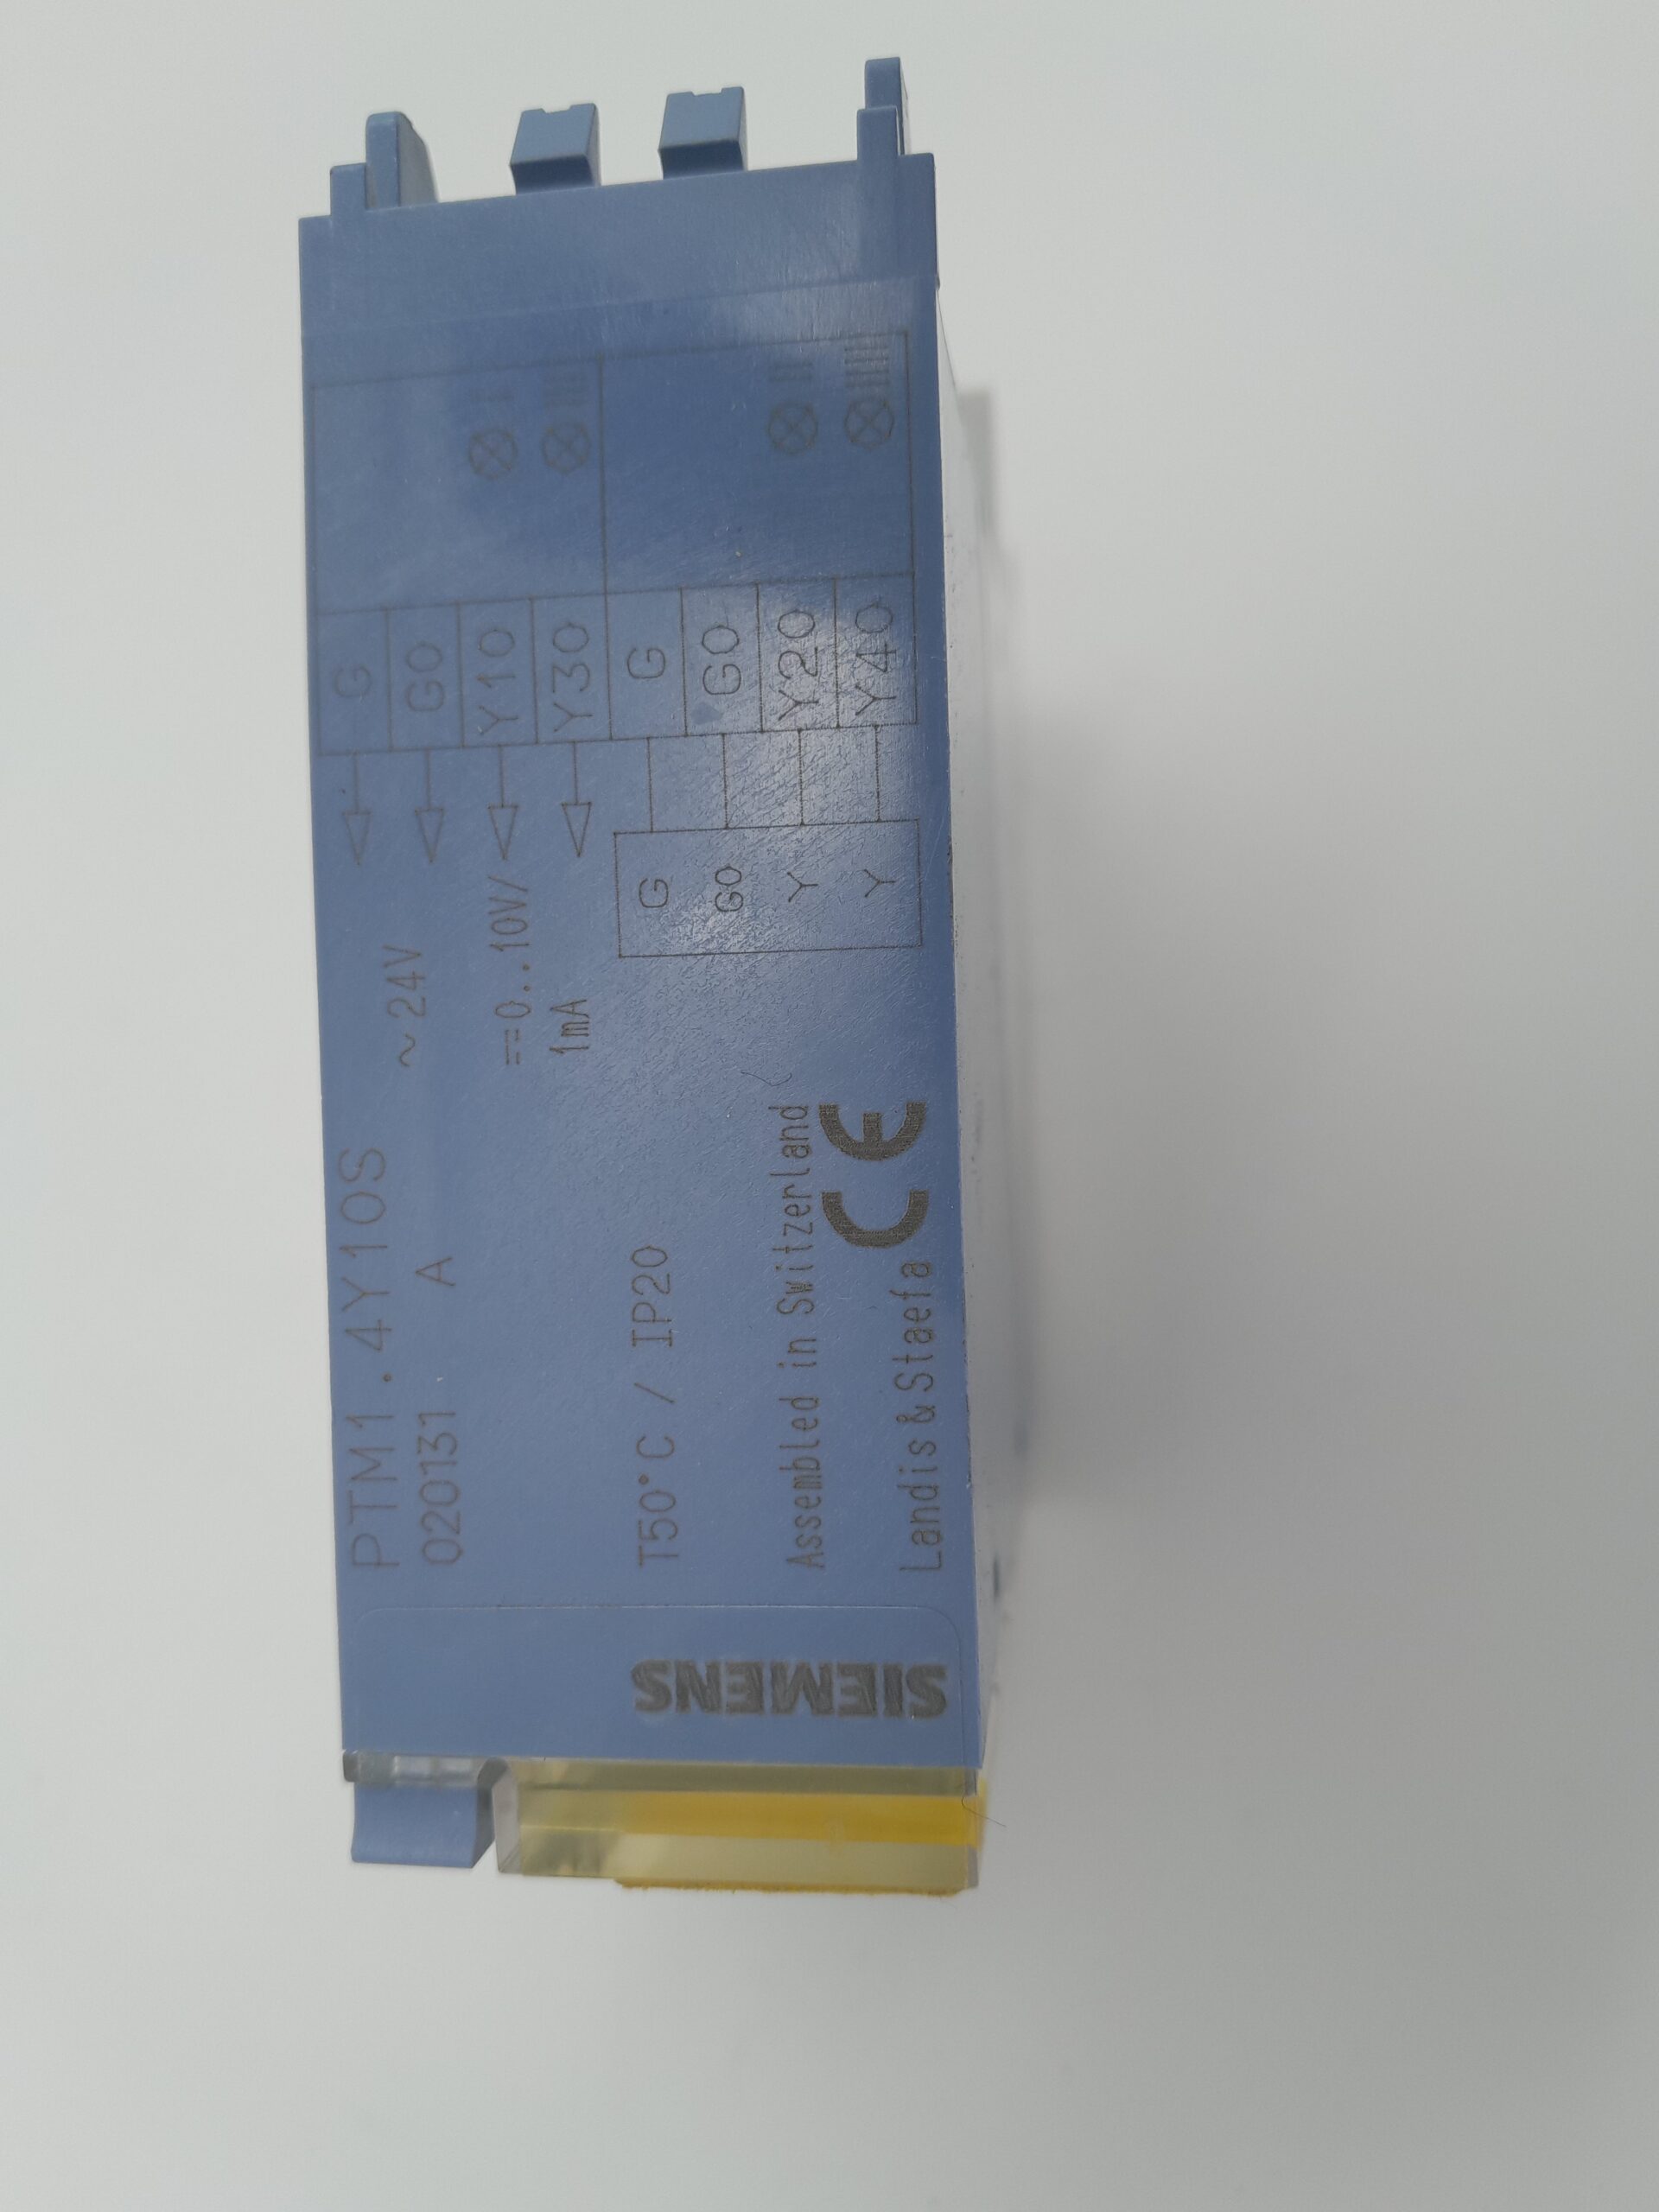 SIEMENS
PTM1.4Y10S
020131 A
T50°C / IP20
Assembled in Switzerland
Landis & Staefa CE
~24V
0..10V/
1mA
G
G0
Y
Y
G
G0
Y10
Y30
G
G0
Y20
Y40